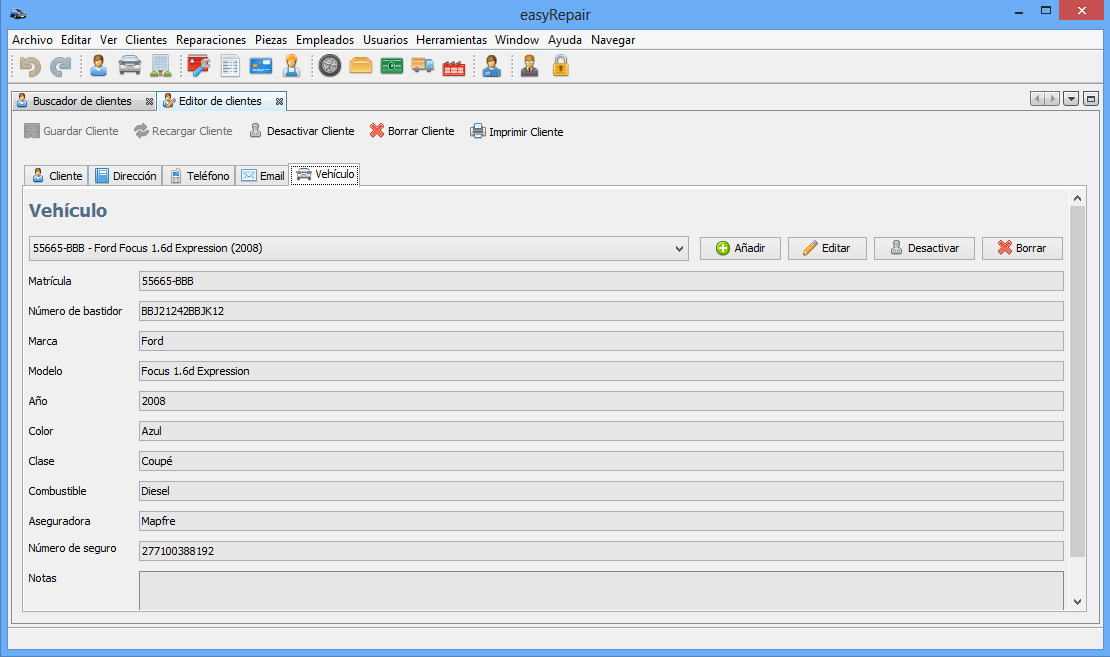 easyRepair
Archivo Editar Ver Clientes Reparaciones Piezas Empleados Usuarios Herramientas Window Ayuda Navegar
Buscador de clientes Editor de clientes
Guardar Cliente Recargar Cliente Desactivar Cliente Borrar Cliente Imprimir Cliente
Cliente Dirección Teléfono Email Vehículo
Vehículo
55665-BBB - Ford Focus 1.6d Expression (2008) Añadir Editar Desactivar Borrar
Matrícula 55665-BBB
Número de bastidor BBJ21242BBJK12
Marca Ford
Modelo Focus 1.6d Expression
Año 2008
Color Azul
Clase Coupé
Combustible Diesel
Aseguradora Mapfre
Número de seguro 277100388192
Notas